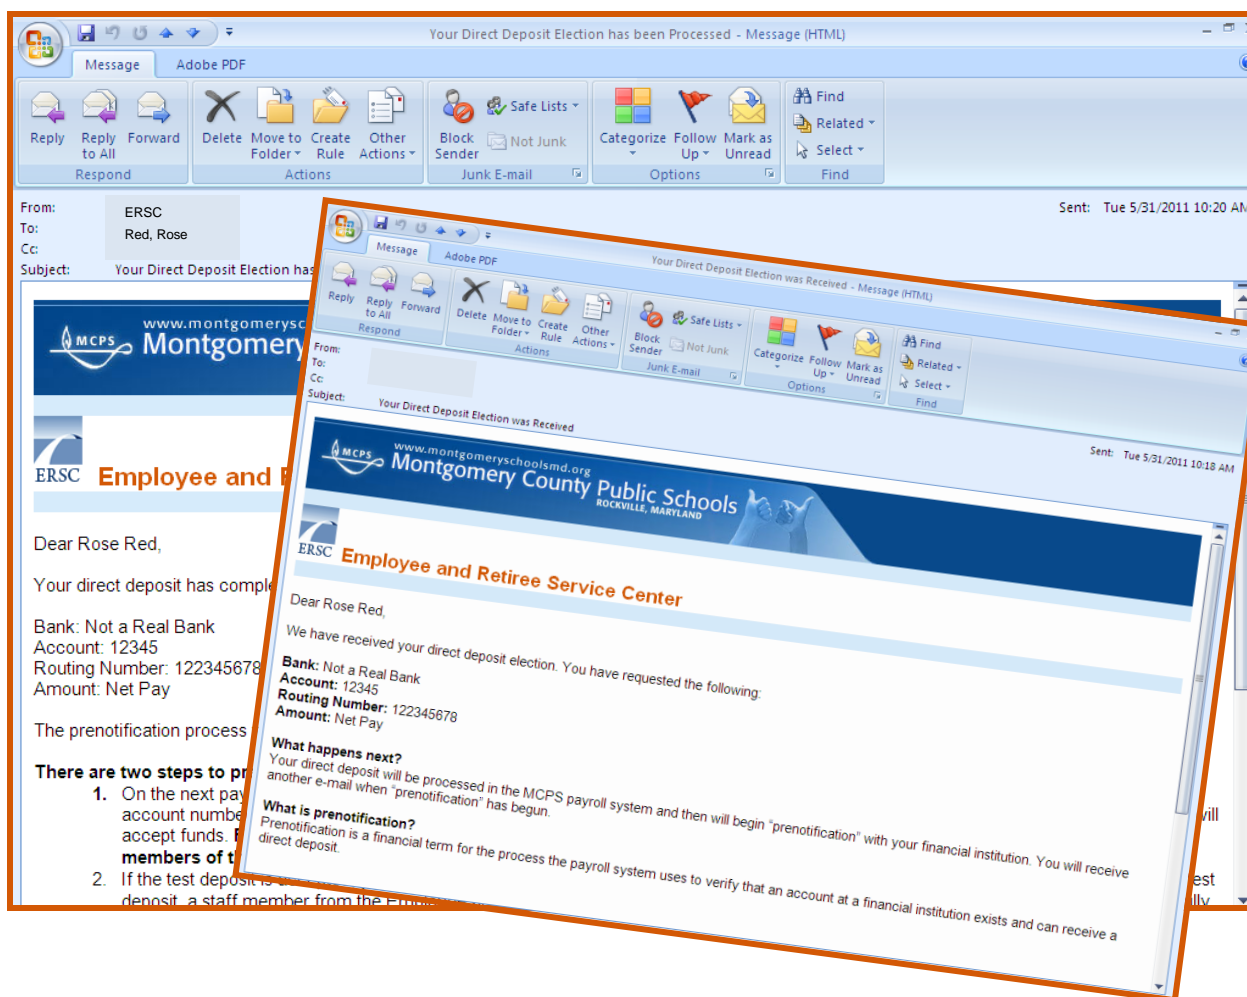 Your Direct Deposit Election has been Processed - Message (HTML)
Message Adobe PDF
Reply Reply to All Forward Delete Move to Folder Create Rule Other Actions Block Sender Safe Lists Not Junk Categorize Follow Up Mark as Unread Find Related Select
Respond Actions Junk E-mail Options Find
From: ERSC
Sent: Tue 5/31/2011 10:20 AM
To: Red, Rose
Cc:
Subject: Your Direct Deposit Election has
MCPS
www.montgomerysc
Montgomery
ERSC Employee and
Dear Rose Red,
Your direct deposit has comple
Bank: Not a Real Bank
Account: 12345
Routing Number: 122345678
Amount: Net Pay
The prenotification process
There are two steps to pr
1. On the next pay
account numbe will
accept funds.
members of t
2. If the test deposit is est
deposit, a staff member from the Emplo lly
Your Direct Deposit Election was Received - Message (HTML)
Message Adobe PDF
Reply Reply to All Forward Delete Move to Folder Create Rule Other Actions Block Sender Safe Lists Not Junk Categorize Follow Up Mark as Unread Find Related Select
Respond Actions Junk E-mail Options Find
From:
To:
Cc:
Subject: Your Direct Deposit Election was Received
Sent: Tue 5/31/2011 10:18 AM
MCPS
www.montgomeryschoolsmd.org
Montgomery County Public Schools
ROCKVILLE, MARYLAND
ERSC Employee and Retiree Service Center
Dear Rose Red,
We have received your direct deposit election. You have requested the following:
Bank: Not a Real Bank
Account: 12345
Routing Number: 122345678
Amount: Net Pay
What happens next?
Your direct deposit will be processed in the MCPS payroll system and then will begin “prenotification” with your financial institution. You will receive
another e-mail when “prenotification” has begun.
What is prenotification?
Prenotification is a financial term for the process the payroll system uses to verify that an account at a financial institution exists and can receive a
direct deposit.